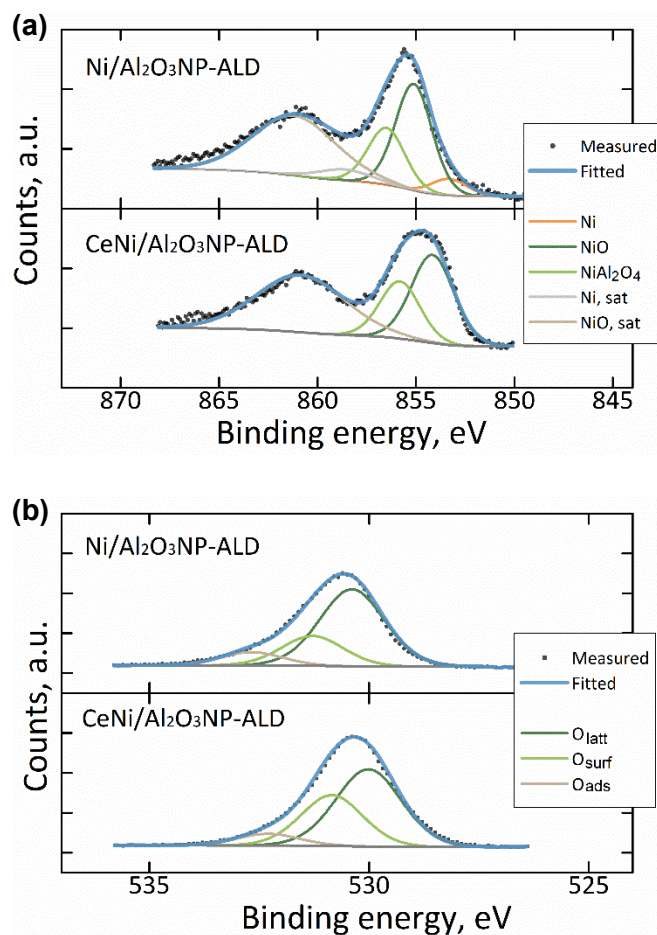 (a)
Ni/Al₂O₃NP-ALD
CeNi/Al₂O₃NP-ALD
Counts, a.u.
870 865 860 855 850 845
Binding energy, eV
Measured
Fitted
Ni
NiO
NiAl₂O₄
Ni, sat
NiO, sat
(b)
Ni/Al₂O₃NP-ALD
CeNi/Al₂O₃NP-ALD
Counts, a.u.
535 530 525
Binding energy, eV
Measured
Fitted
Olatt
Osurf
Oads